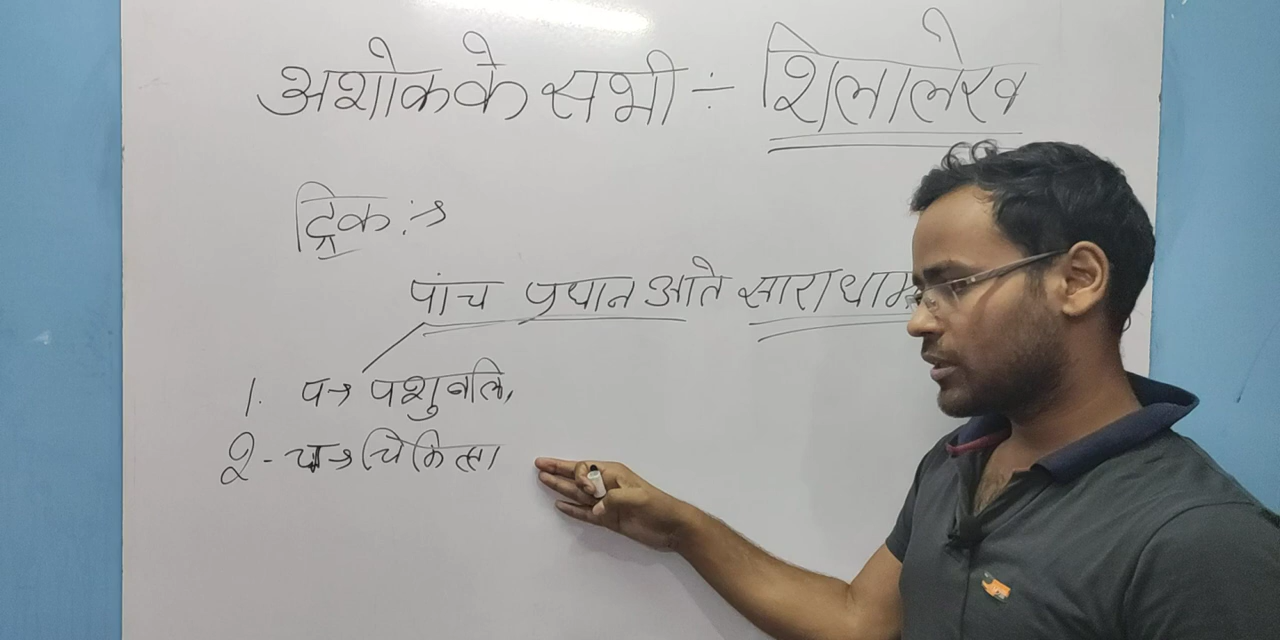 अशोक के सभी ÷ शिलालेख
ट्रिक :→
पांच प्रधान आते सारा धाम
1. प→ पशुबलि,
2- च→ चिकित्सा